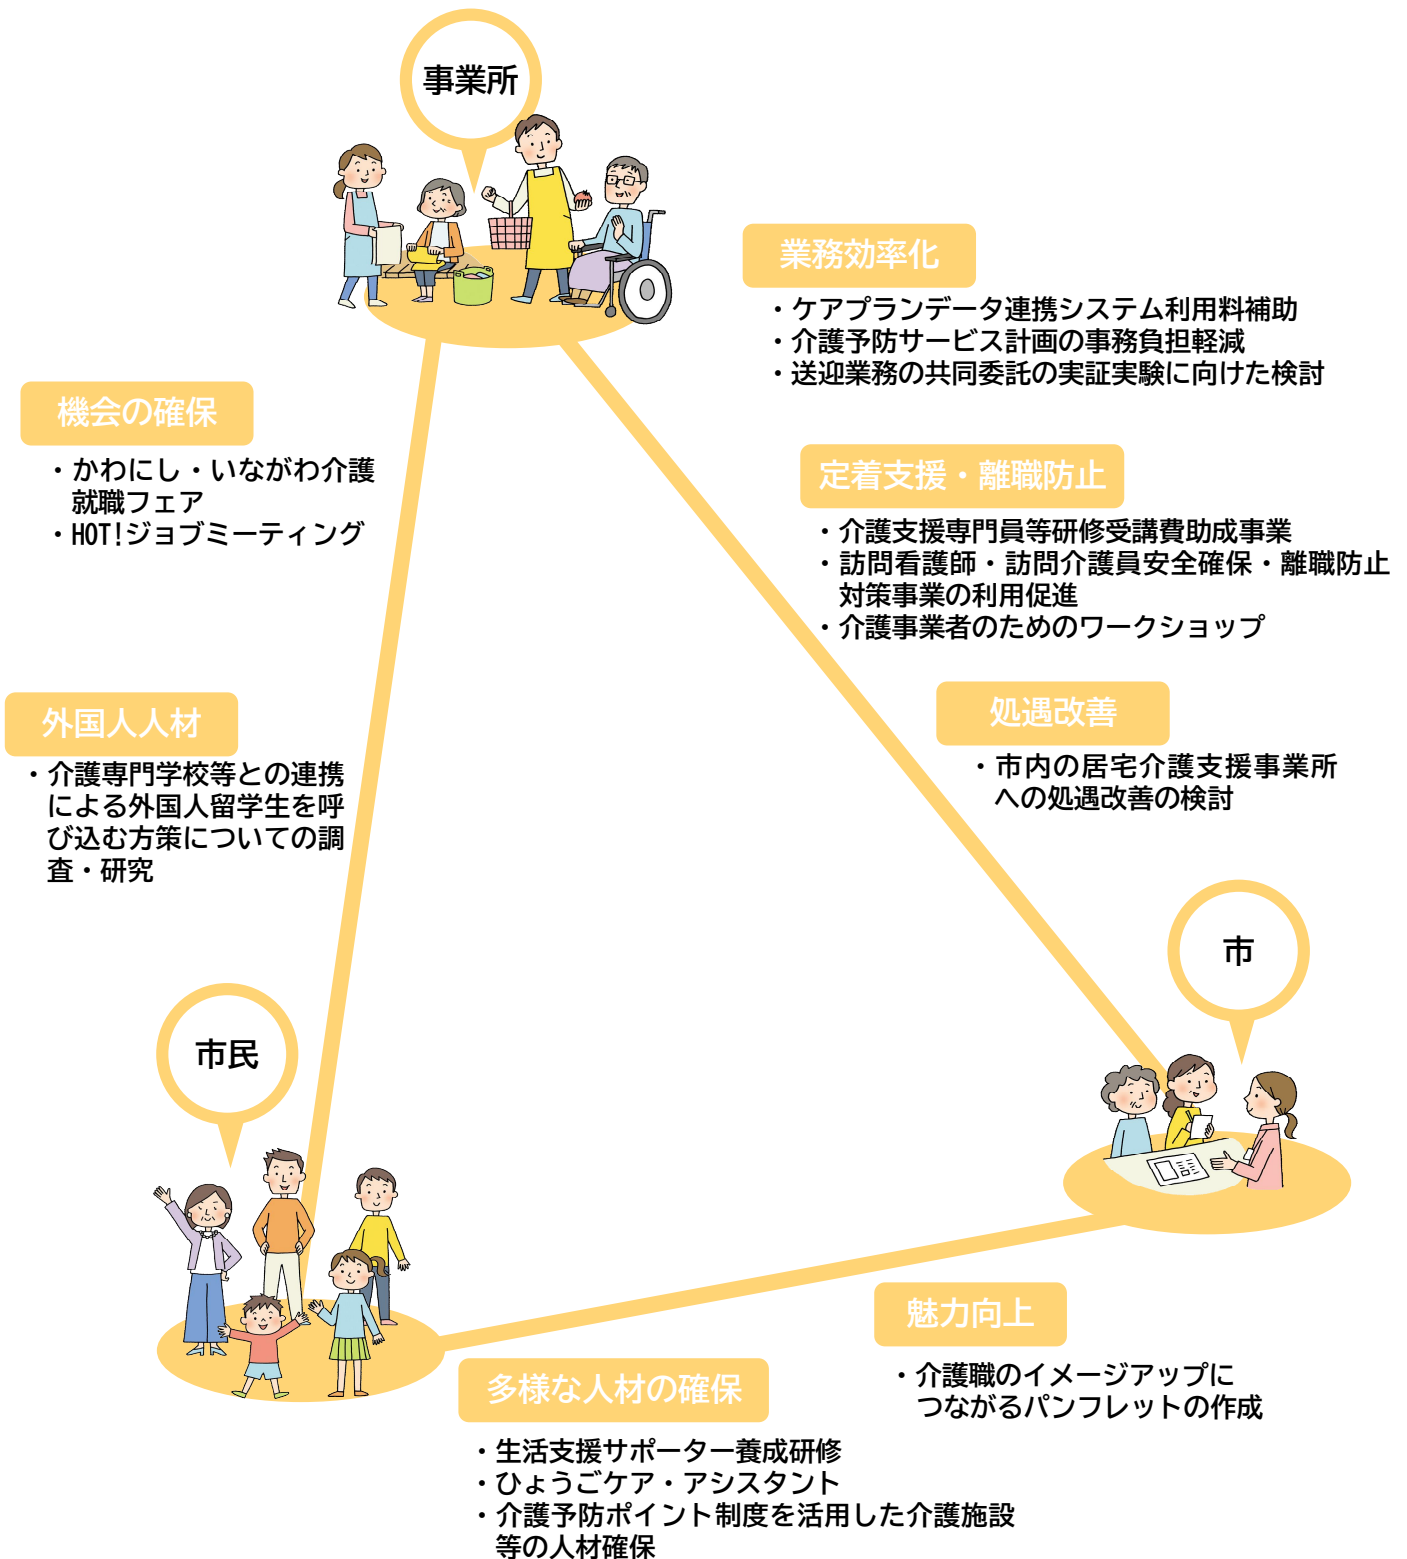 事業所
業務効率化
・ケアプランデータ連携システム利用料補助
・介護予防サービス計画の事務負担軽減
・送迎業務の共同委託の実証実験に向けた検討
機会の確保
・かわにし・いながわ介護
就職フェア
・HOT!ジョブミーティング
定着支援・離職防止
・介護支援専門員等研修受講費助成事業
・訪問看護師・訪問介護員安全確保・離職防止
対策事業の利用促進
・介護事業者のためのワークショップ
外国人人材
・介護専門学校等との連携
による外国人留学生を呼
び込む方策についての調
査・研究
処遇改善
・市内の居宅介護支援事業所
への処遇改善の検討
市
市民
魅力向上
・介護職のイメージアップに
つながるパンフレットの作成
多様な人材の確保
・生活支援サポーター養成研修
・ひょうごケア・アシスタント
・介護予防ポイント制度を活用した介護施設
等の人材確保